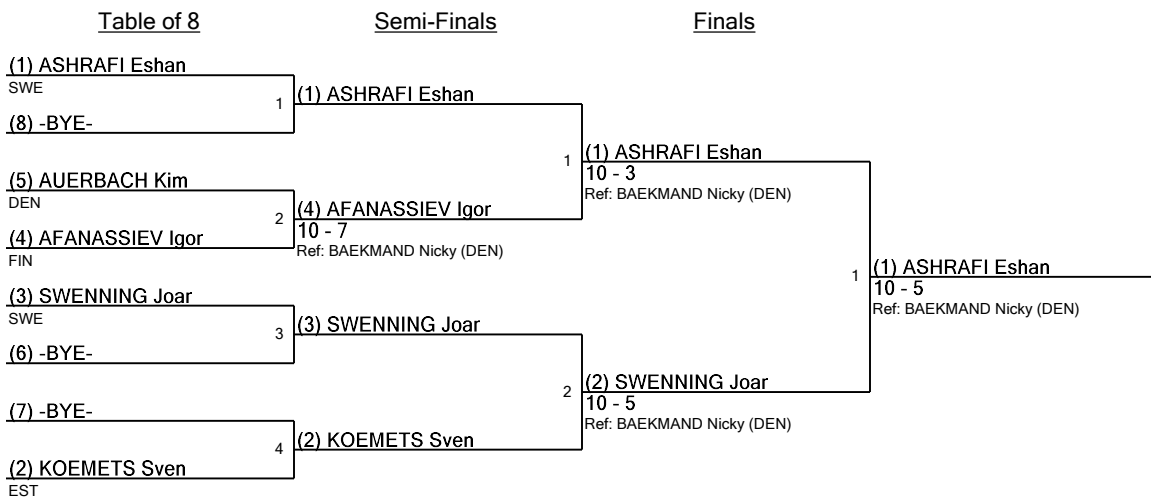 Table of 8
Semi-Finals
Finals
(1) ASHRAFI Eshan
SWE
(8) -BYE-
(5) AUERBACH Kim
DEN
(4) AFANASSIEV Igor
FIN
(3) SWENNING Joar
SWE
(6) -BYE-
(7) -BYE-
(2) KOEMETS Sven
EST
1
(1) ASHRAFI Eshan
2
(4) AFANASSIEV Igor
10 - 7
Ref: BAEKMAND Nicky (DEN)
3
(3) SWENNING Joar
4
(2) KOEMETS Sven
1
(1) ASHRAFI Eshan
10 - 3
Ref: BAEKMAND Nicky (DEN)
2
(2) SWENNING Joar
10 - 5
Ref: BAEKMAND Nicky (DEN)
1
(1) ASHRAFI Eshan
10 - 5
Ref: BAEKMAND Nicky (DEN)